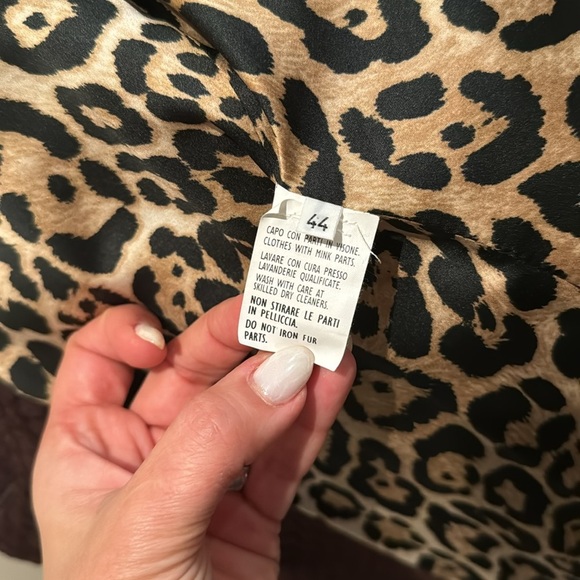 44
CAPO CON PARTI IN VISONE.
CLOTHES WITH MINK PARTS.
LAVARE CON CURA PRESSO
LAVANDERIE QUALIFICATE.
WASH WITH CARE AT
SKILLED DRY CLEANERS.
NON STIRARE LE PARTI
IN PELLICCIA.
DO NOT IRON FUR
PARTS.